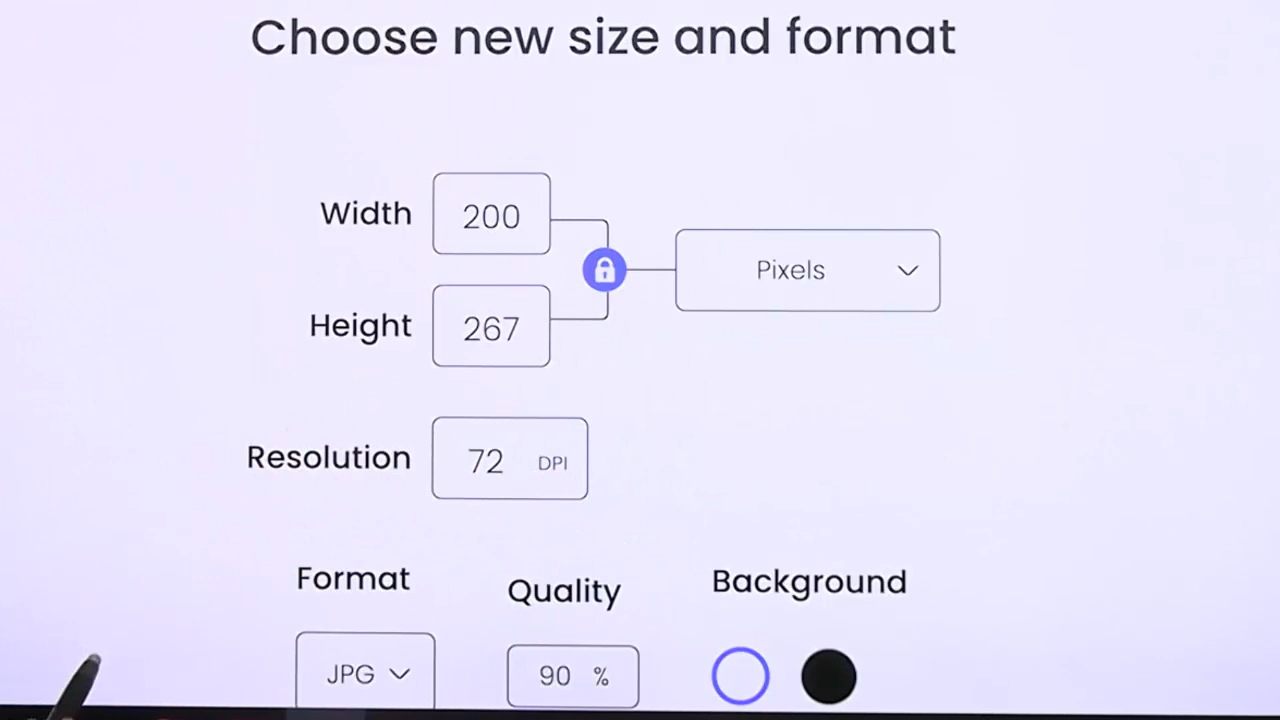 Choose new size and format
Width 200
Pixels
Height 267
Resolution 72 DPI
Format Quality Background
JPG 90 %